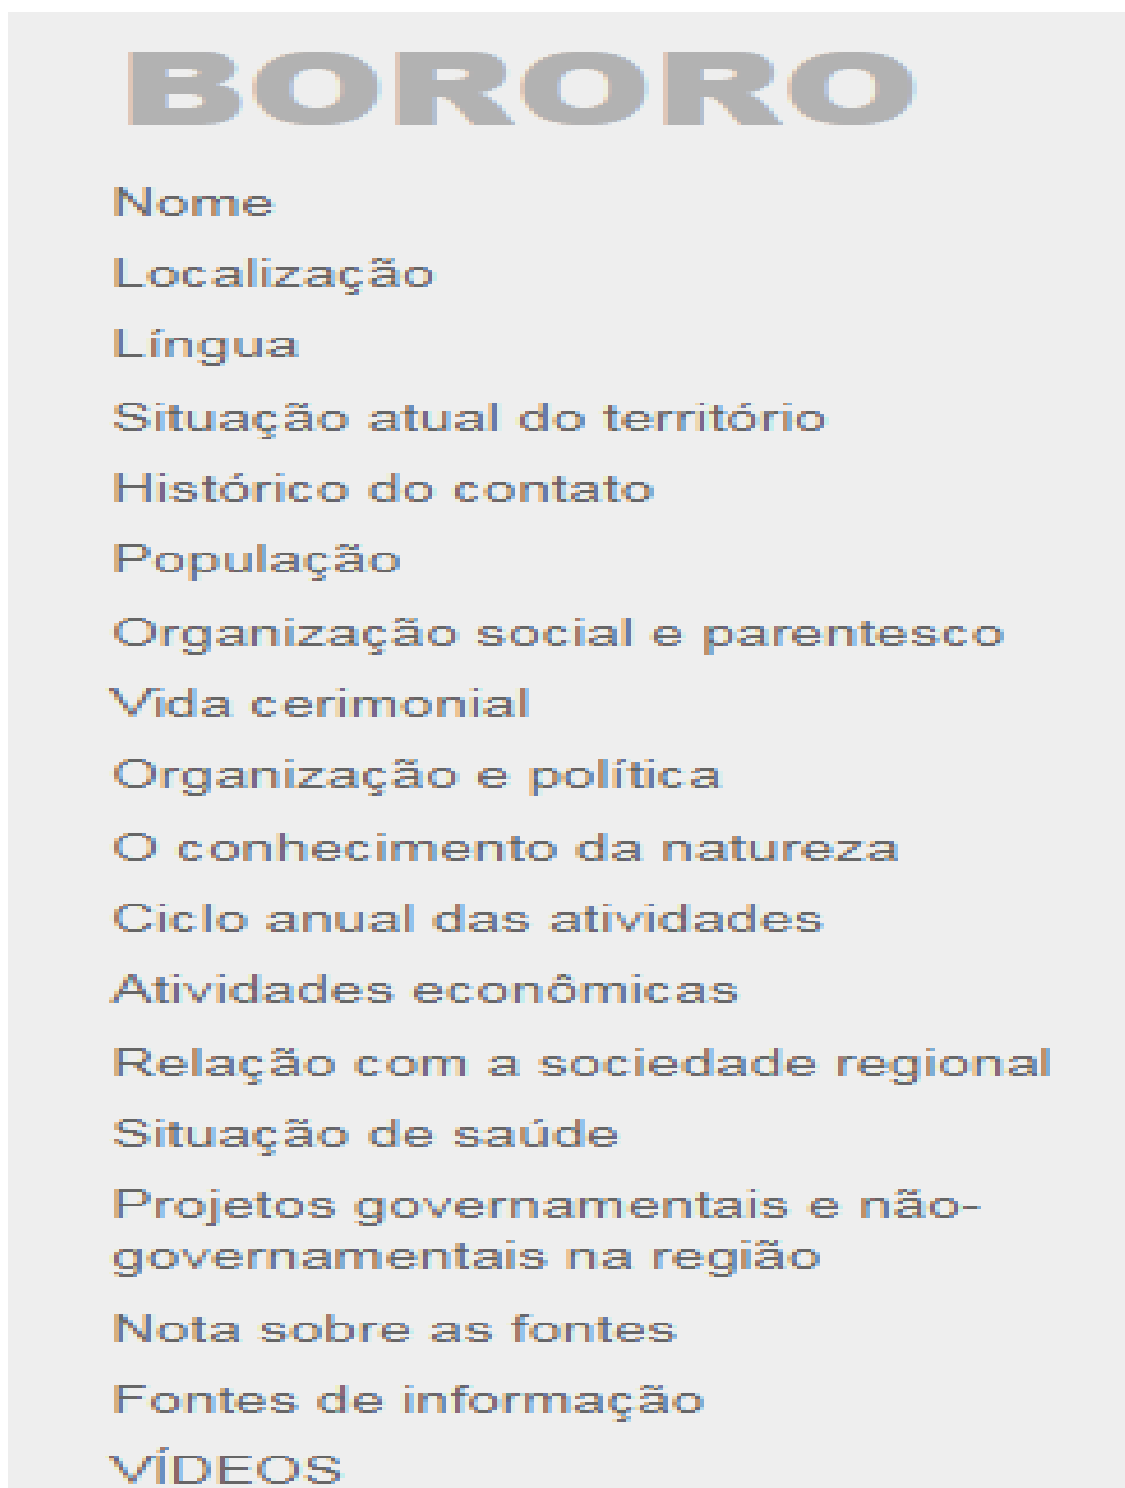 BORORO
Nome
Localização
Língua
Situação atual do território
Histórico do contato
População
Organização social e parentesco
Vida cerimonial
Organização e política
O conhecimento da natureza
Ciclo anual das atividades
Atividades econômicas
Relação com a sociedade regional
Situação de saúde
Projetos governamentais e não-
governamentais na região
Nota sobre as fontes
Fontes de informação
VÍDEOS